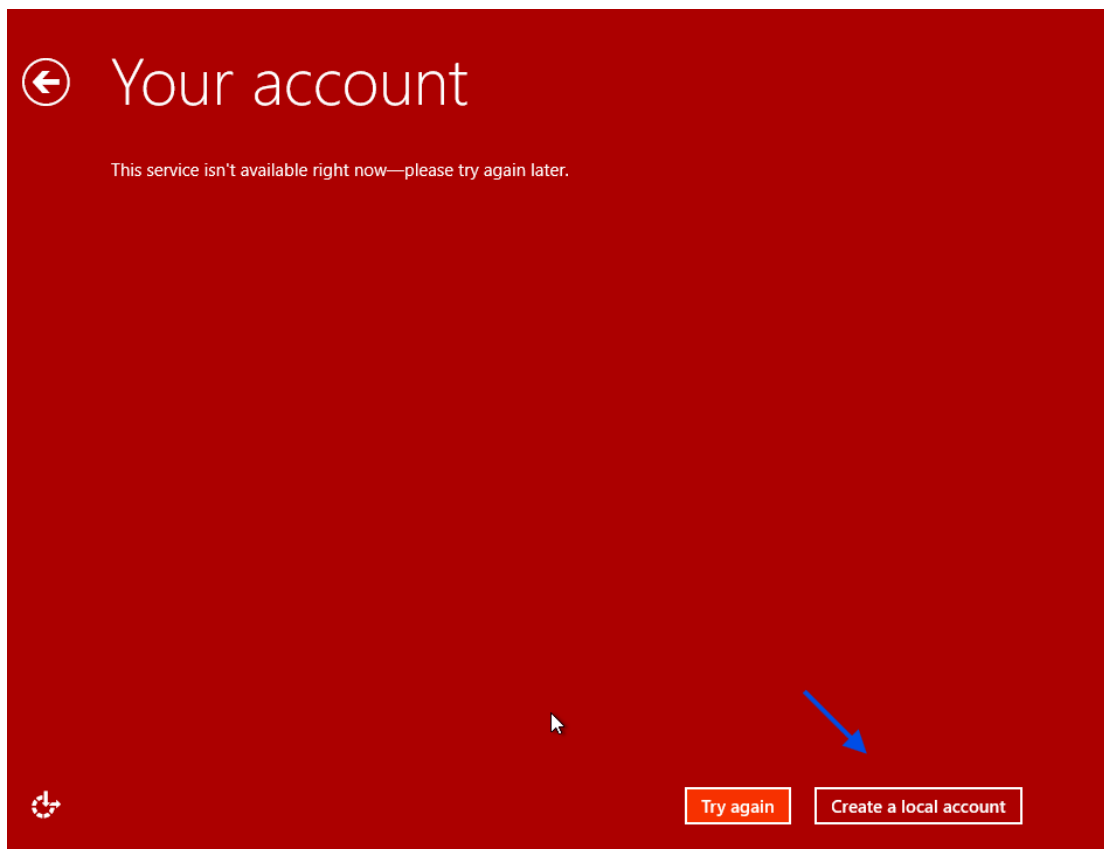 Your account
This service isn't available right now—please try again later.
Try again
Create a local account